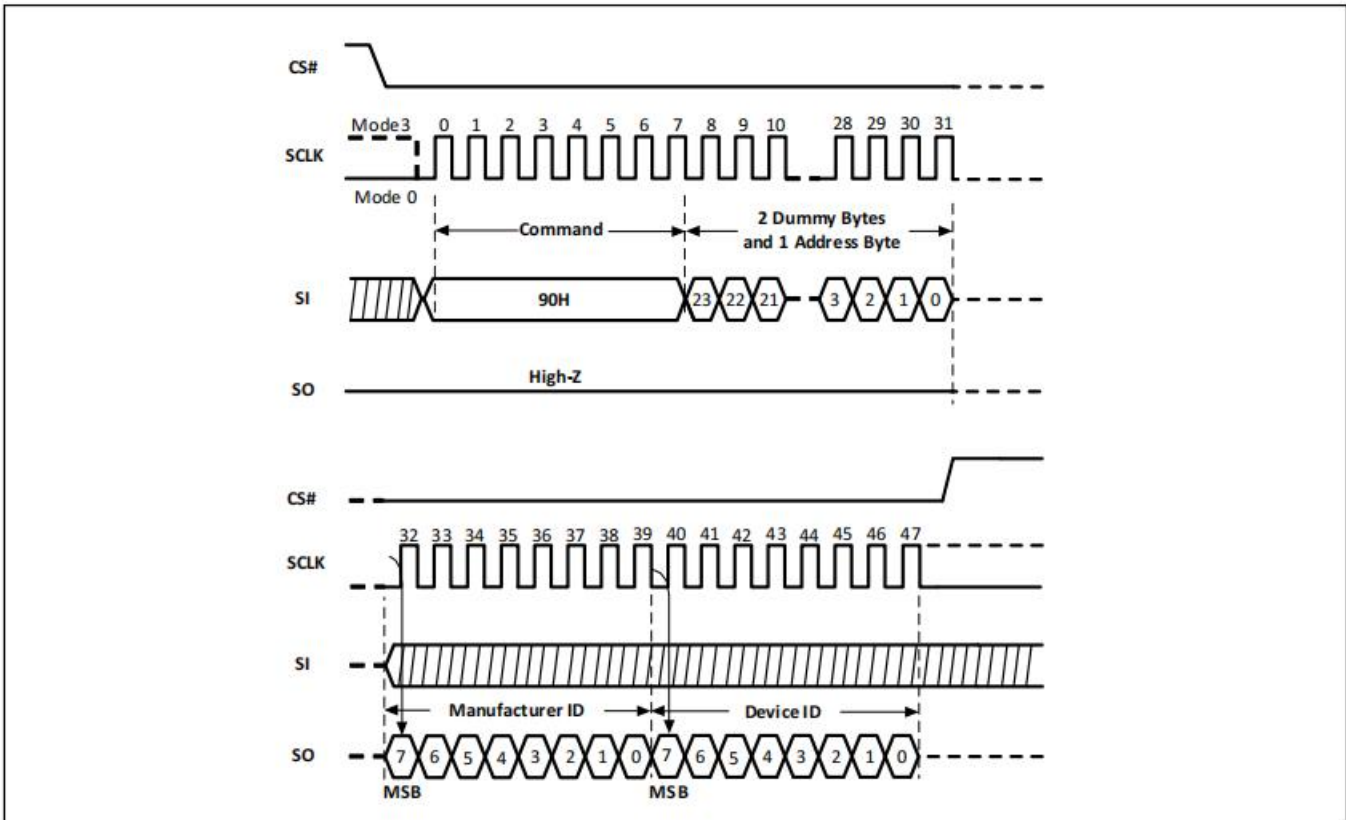 CS#
Mode3 0 1 2 3 4 5 6 7 8 9 10 28 29 30 31
SCLK
Mode 0
Command
2 Dummy Bytes
and 1 Address Byte
SI 90H 23 22 21 3 2 1 0
High-Z
SO
CS#
32 33 34 35 36 37 38 39 40 41 42 43 44 45 46 47
SCLK
SI
Manufacturer ID Device ID
SO 7 6 5 4 3 2 1 0 7 6 5 4 3 2 1 0
MSB MSB